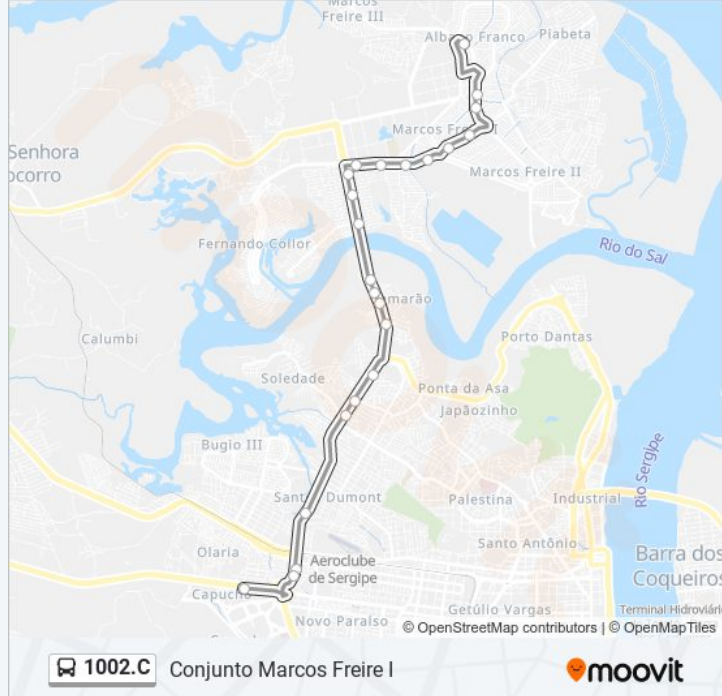 Marcos
Freire III
Albano Franco
Piabeta
Marcos Freire I
Senhora
ocorro
Marcos Freire II
Fernando Collor
Rio do Sal
amarão
Calumbi
Porto Dantas
Soledade
Ponta da Asa
Japãozinho
Bugio III
Rio Sergipe
Santos Dumont
Palestina
Industrial
Santo Antônio
Olaria
Aeroclube
de Sergipe
Barra dos
Coqueiros
Capucho
Getúlio Vargas
Terminal Hidroviári
Novo Paraíso
© OpenStreetMap contributors | © OpenMapTiles
1002.C Conjunto Marcos Freire I
moovit